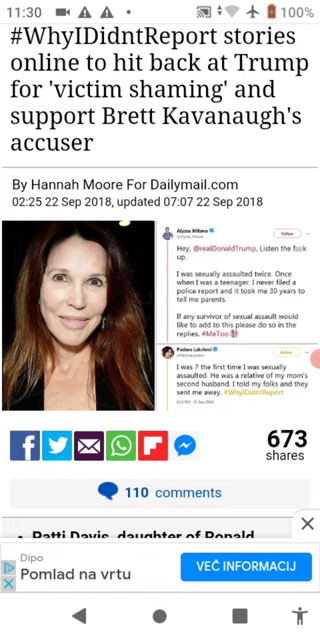 11:30
100%
#WhyIDidntReport stories
online to hit back at Trump
for 'victim shaming' and
support Brett Kavanaugh's
accuser
By Hannah Moore For Dailymail.com
02:25 22 Sep 2018, updated 07:07 22 Sep 2018
Alyssa Milano
@Alyssa_Milano
Follow
Hey, @realDonaldTrump, Listen the f**k
up.
I was sexually assaulted twice. Once
when I was a teenager. I never filed a
police report and it took me 30 years to
tell me parents.
If any survivor of sexual assault would
like to add to this please do so in the
replies. #MeToo
Padma Lakshmi
@PadmaLakshmi
Follow
I was 7 the first time I was sexually
assaulted. He was a relative of my mom's
second husband. I told my folks and they
sent me away. #WhyIDidntReport
673
shares
110 comments
• Patti Davis, daughter of Ronald
Dipo
Pomlad na vrtu
VEČ INFORMACIJ